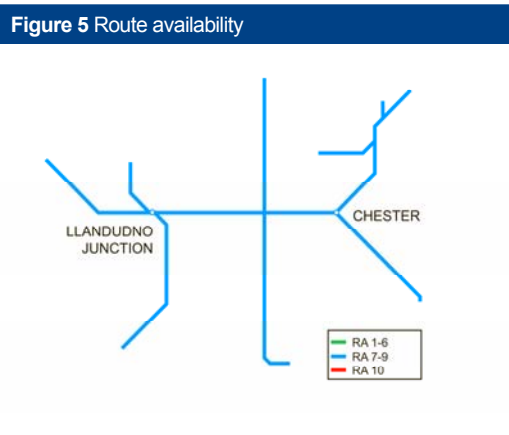 Figure 5 Route availability
CHESTER
LLANDUDNO
JUNCTION
RA 1-6
RA 7-9
RA 10